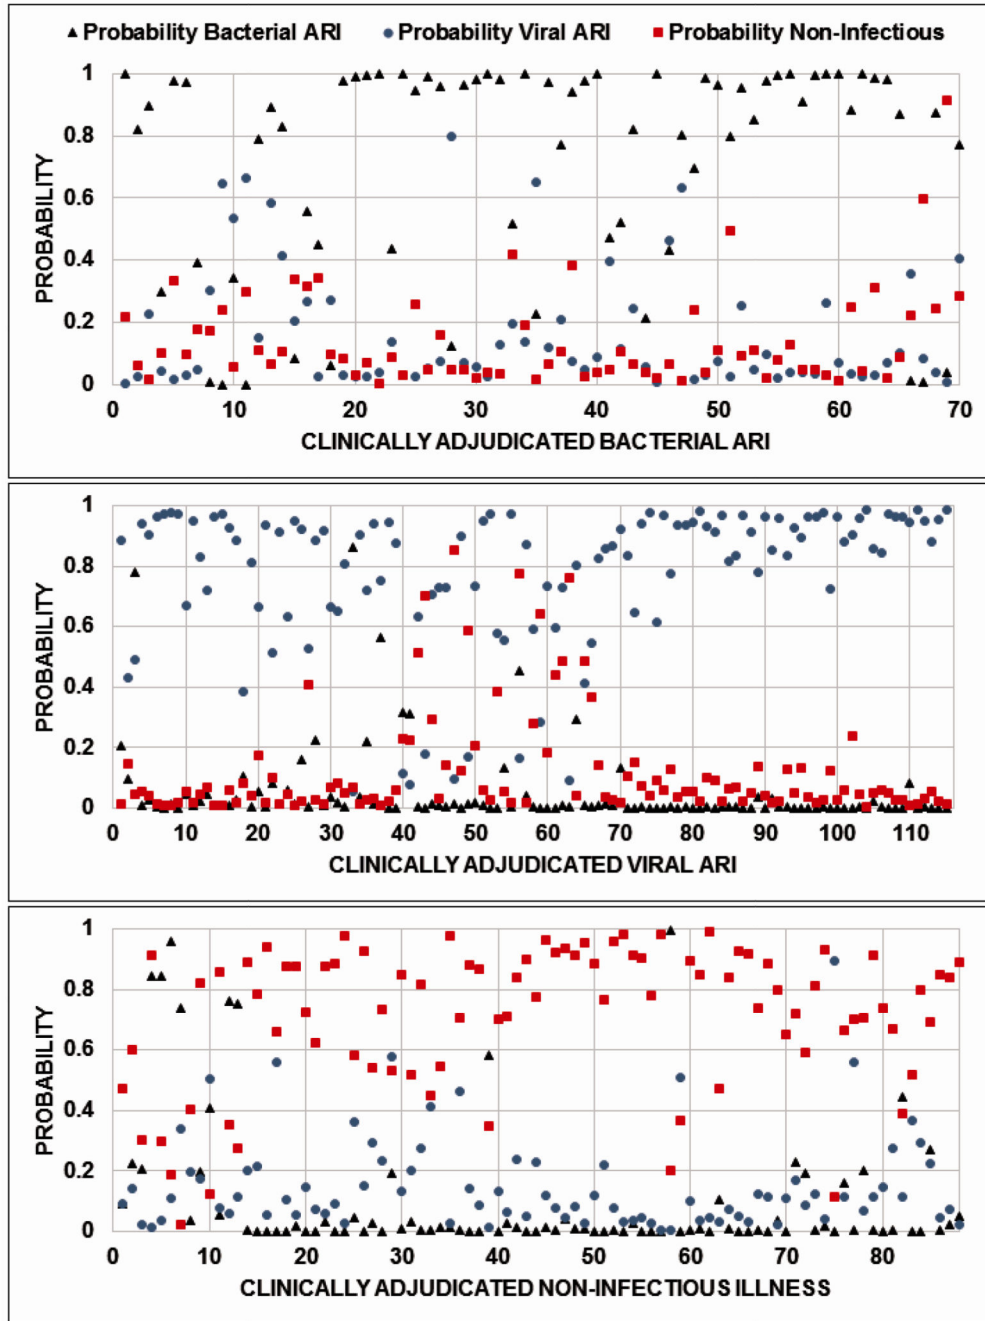 Probability Bacterial ARI Probability Viral ARI Probability Non-Infectious
1
0.8
0.6
0.4
0.2
0
PROBABILITY
0 10 20 30 40 50 60 70
CLINICALLY ADJUDICATED BACTERIAL ARI
1
0.8
0.6
0.4
0.2
0
PROBABILITY
0 10 20 30 40 50 60 70 80 90 100 110
CLINICALLY ADJUDICATED VIRAL ARI
1
0.8
0.6
0.4
0.2
0
PROBABILITY
0 10 20 30 40 50 60 70 80
CLINICALLY ADJUDICATED NON-INFECTIOUS ILLNESS